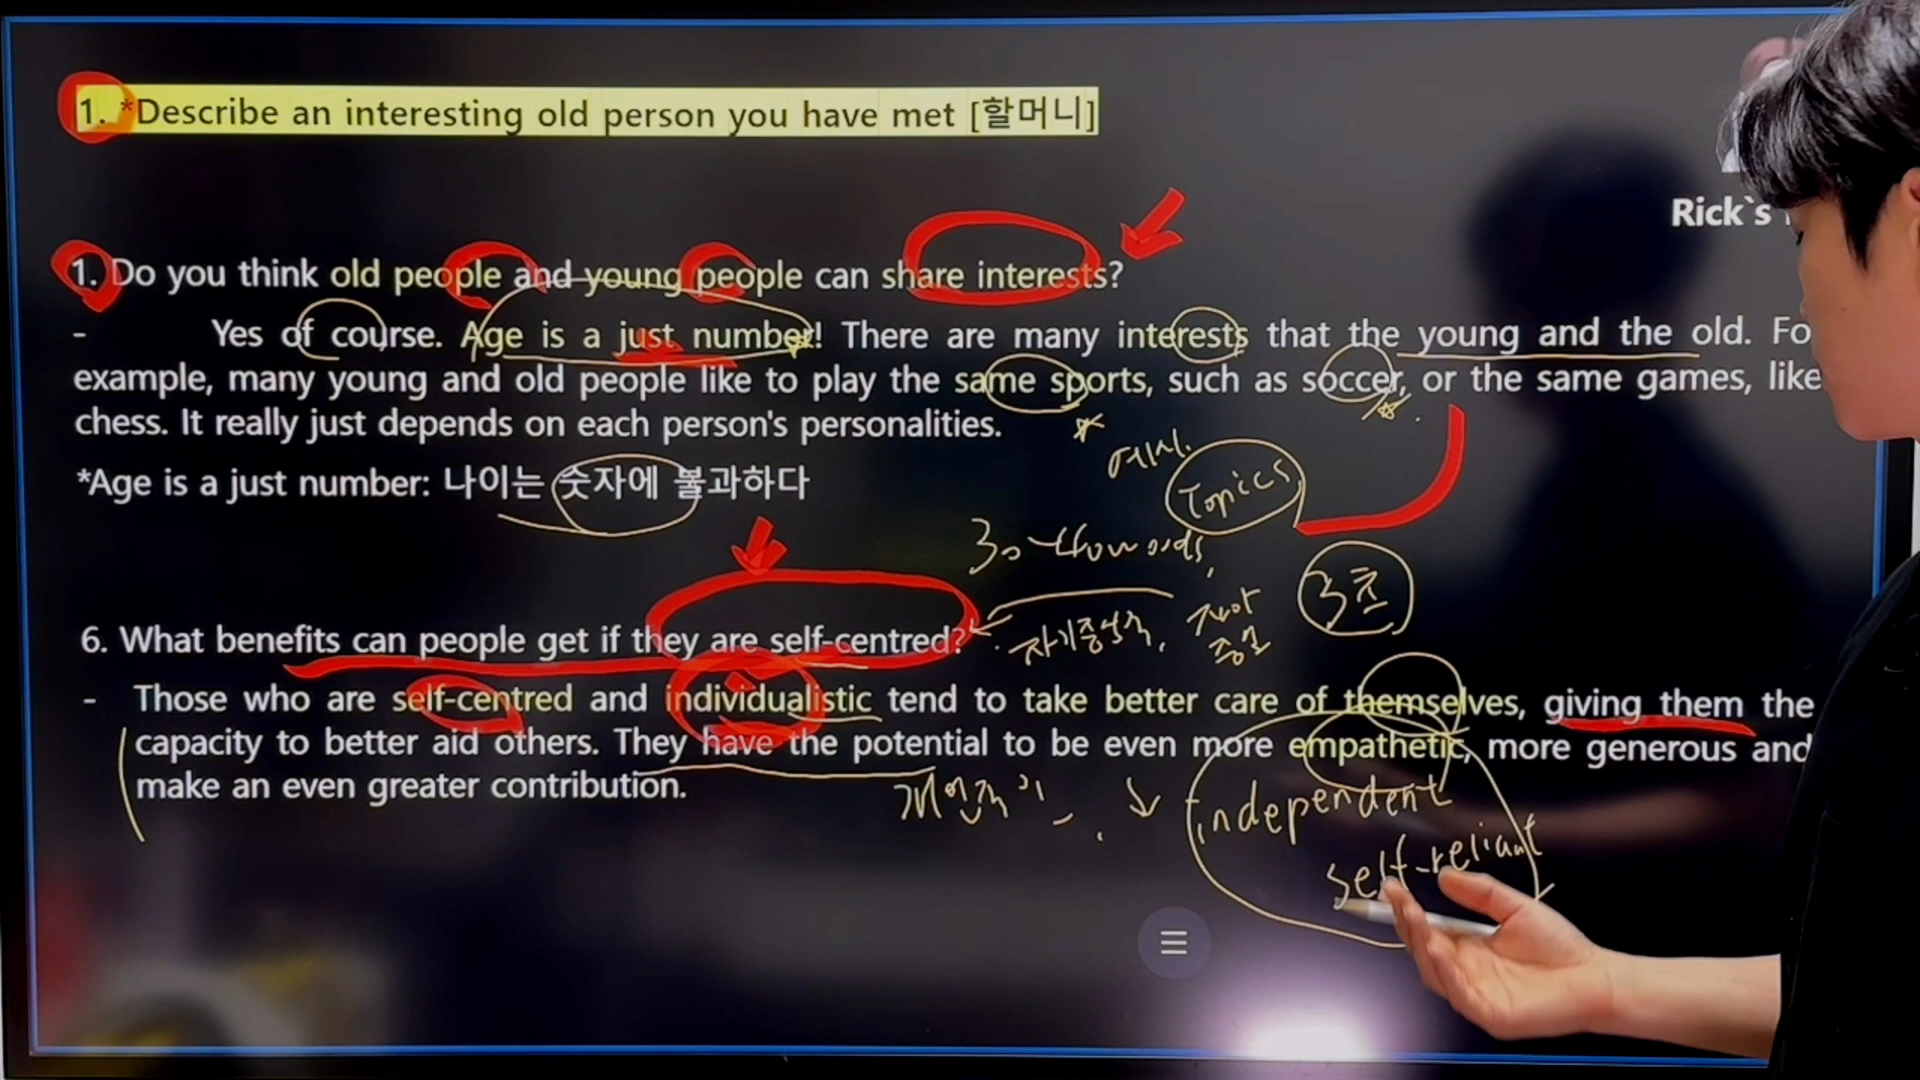 1. *Describe an interesting old person you have met [할머니]
Rick`s
1. Do you think old people and young people can share interests?
- Yes of course. Age is a just number! There are many interests that the young and the old. Fo
example, many young and old people like to play the same sports, such as soccer, or the same games, like
chess. It really just depends on each person's personalities.
예시.
Topics
*Age is a just number: 나이는 숫자에 불과하다
3초
자기중심적,
6. What benefits can people get if they are self-centred?
- Those who are self-centred and individualistic tend to take better care of themselves, giving them the
capacity to better aid others. They have the potential to be even more empathetic, more generous and
make an even greater contribution.
independent
self-reliant